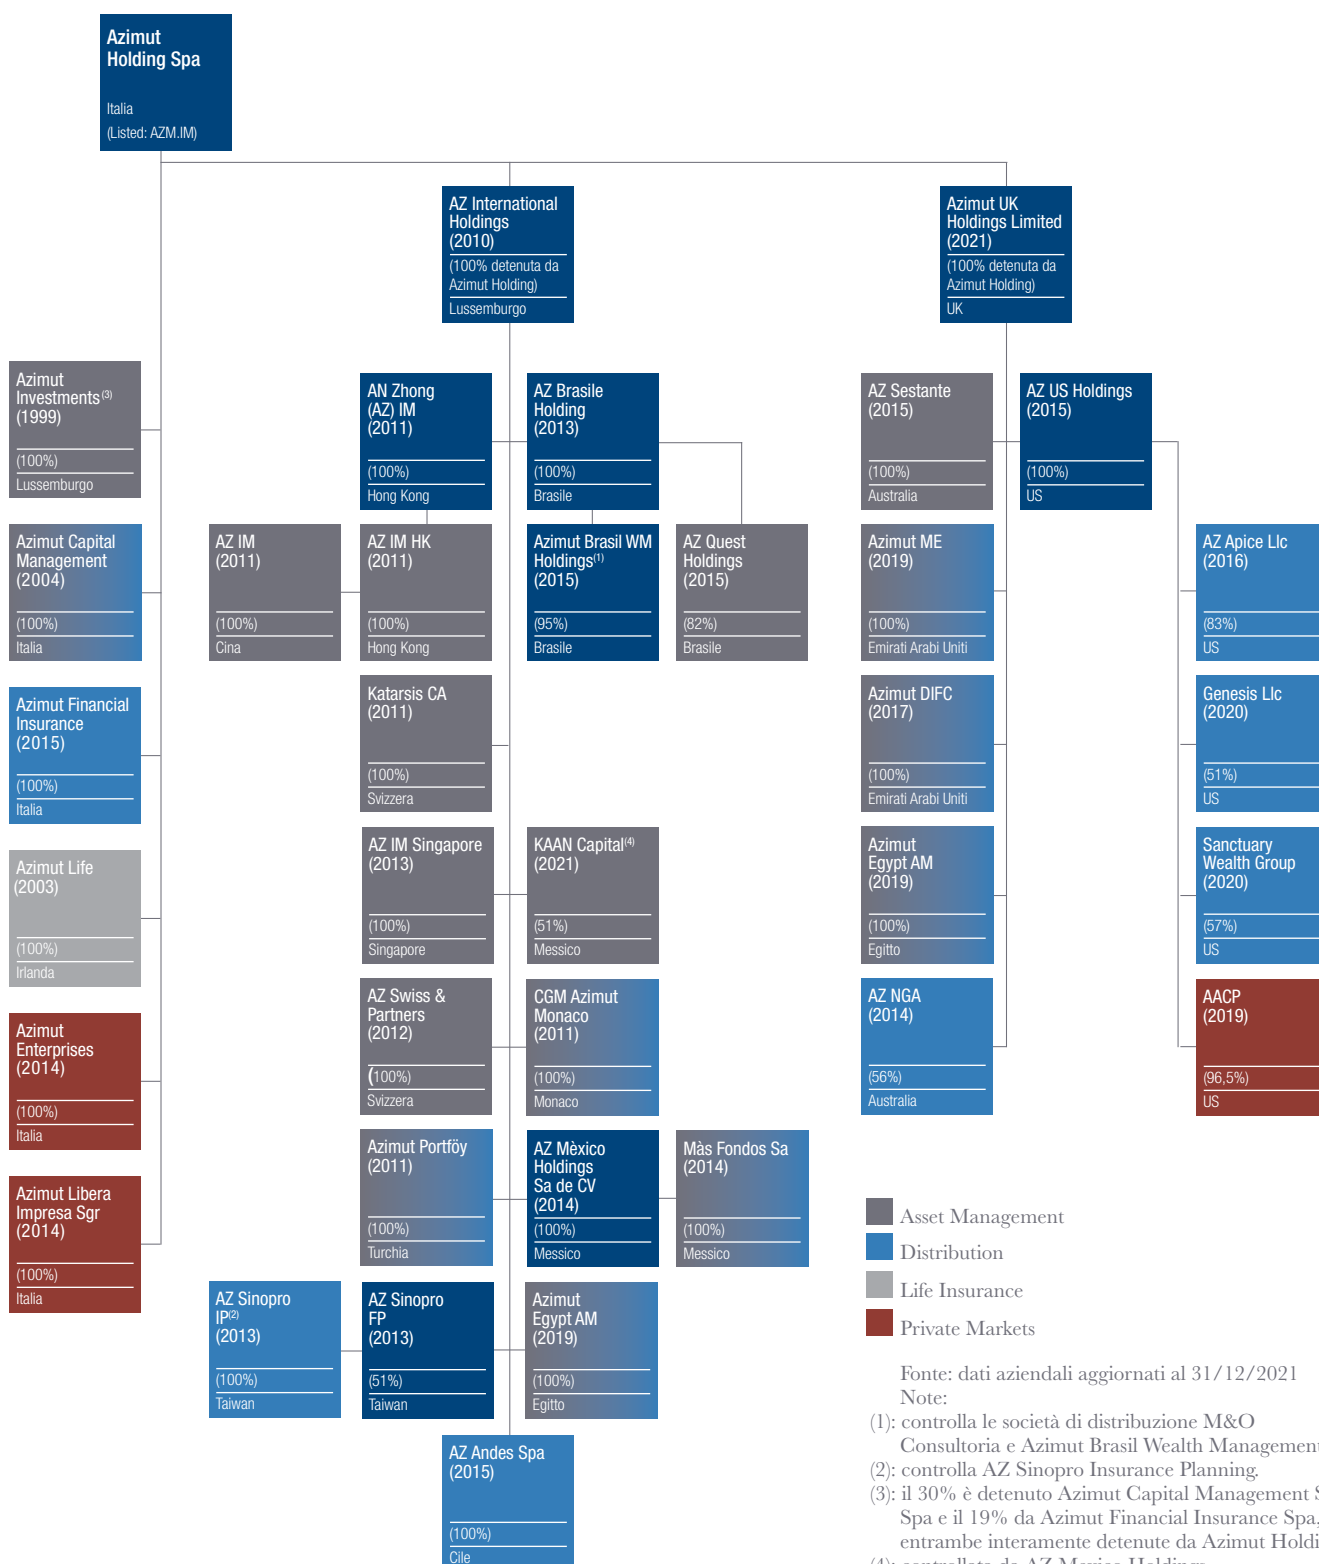 Azimut
Holding Spa
Italia
(Listed: AZM.IM)
AZ International
Holdings
(2010)
(100% detenuta da
Azimut Holding)
Lussemburgo
Azimut UK
Holdings Limited
(2021)
(100% detenuta da
Azimut Holding)
UK
Azimut
Investments(3)
(1999)
(100%)
Lussemburgo
AN Zhong
(AZ) IM
(2011)
(100%)
Hong Kong
AZ Brasile
Holding
(2013)
(100%)
Brasile
AZ Sestante
(2015)
(100%)
Australia
AZ US Holdings
(2015)
(100%)
US
Azimut Capital
Management
(2004)
(100%)
Italia
AZ IM
(2011)
(100%)
Cina
AZ IM HK
(2011)
(100%)
Hong Kong
Azimut Brasil WM
Holdings(1)
(2015)
(95%)
Brasile
AZ Quest
Holdings
(2015)
(82%)
Brasile
Azimut ME
(2019)
(100%)
Emirati Arabi Uniti
AZ Apice Llc
(2016)
(83%)
US
Azimut Financial
Insurance
(2015)
(100%)
Italia
Katarsis CA
(2011)
(100%)
Svizzera
Azimut DIFC
(2017)
(100%)
Emirati Arabi Uniti
Genesis Llc
(2020)
(51%)
US
Azimut Life
(2003)
(100%)
Irlanda
AZ IM Singapore
(2013)
(100%)
Singapore
KAAN Capital(4)
(2021)
(51%)
Messico
Azimut
Egypt AM
(2019)
(100%)
Egitto
Sanctuary
Wealth Group
(2020)
(57%)
US
Azimut
Enterprises
(2014)
(100%)
Italia
AZ Swiss &
Partners
(2012)
(100%)
Svizzera
CGM Azimut
Monaco
(2011)
(100%)
Monaco
AZ NGA
(2014)
(56%)
Australia
AACP
(2019)
(96,5%)
US
Azimut Libera
Impresa Sgr
(2014)
(100%)
Italia
Azimut Portföy
(2011)
(100%)
Turchia
AZ Mèxico
Holdings
Sa de CV
(2014)
(100%)
Messico
Màs Fondos Sa
(2014)
(100%)
Messico
AZ Sinopro
IP(2)
(2013)
(100%)
Taiwan
AZ Sinopro
FP
(2013)
(51%)
Taiwan
Azimut
Egypt AM
(2019)
(100%)
Egitto
AZ Andes Spa
(2015)
(100%)
Cile
Asset Management
Distribution
Life Insurance
Private Markets
Fonte: dati aziendali aggiornati al 31/12/2021
Note:
(1): controlla le società di distribuzione M&O
Consultoria e Azimut Brasil Wealth Management
(2): controlla AZ Sinopro Insurance Planning.
(3): il 30% è detenuto Azimut Capital Management
Spa e il 19% da Azimut Financial Insurance Spa,
entrambe interamente detenute da Azimut
(4): controllata da AZ Mexico Holdings